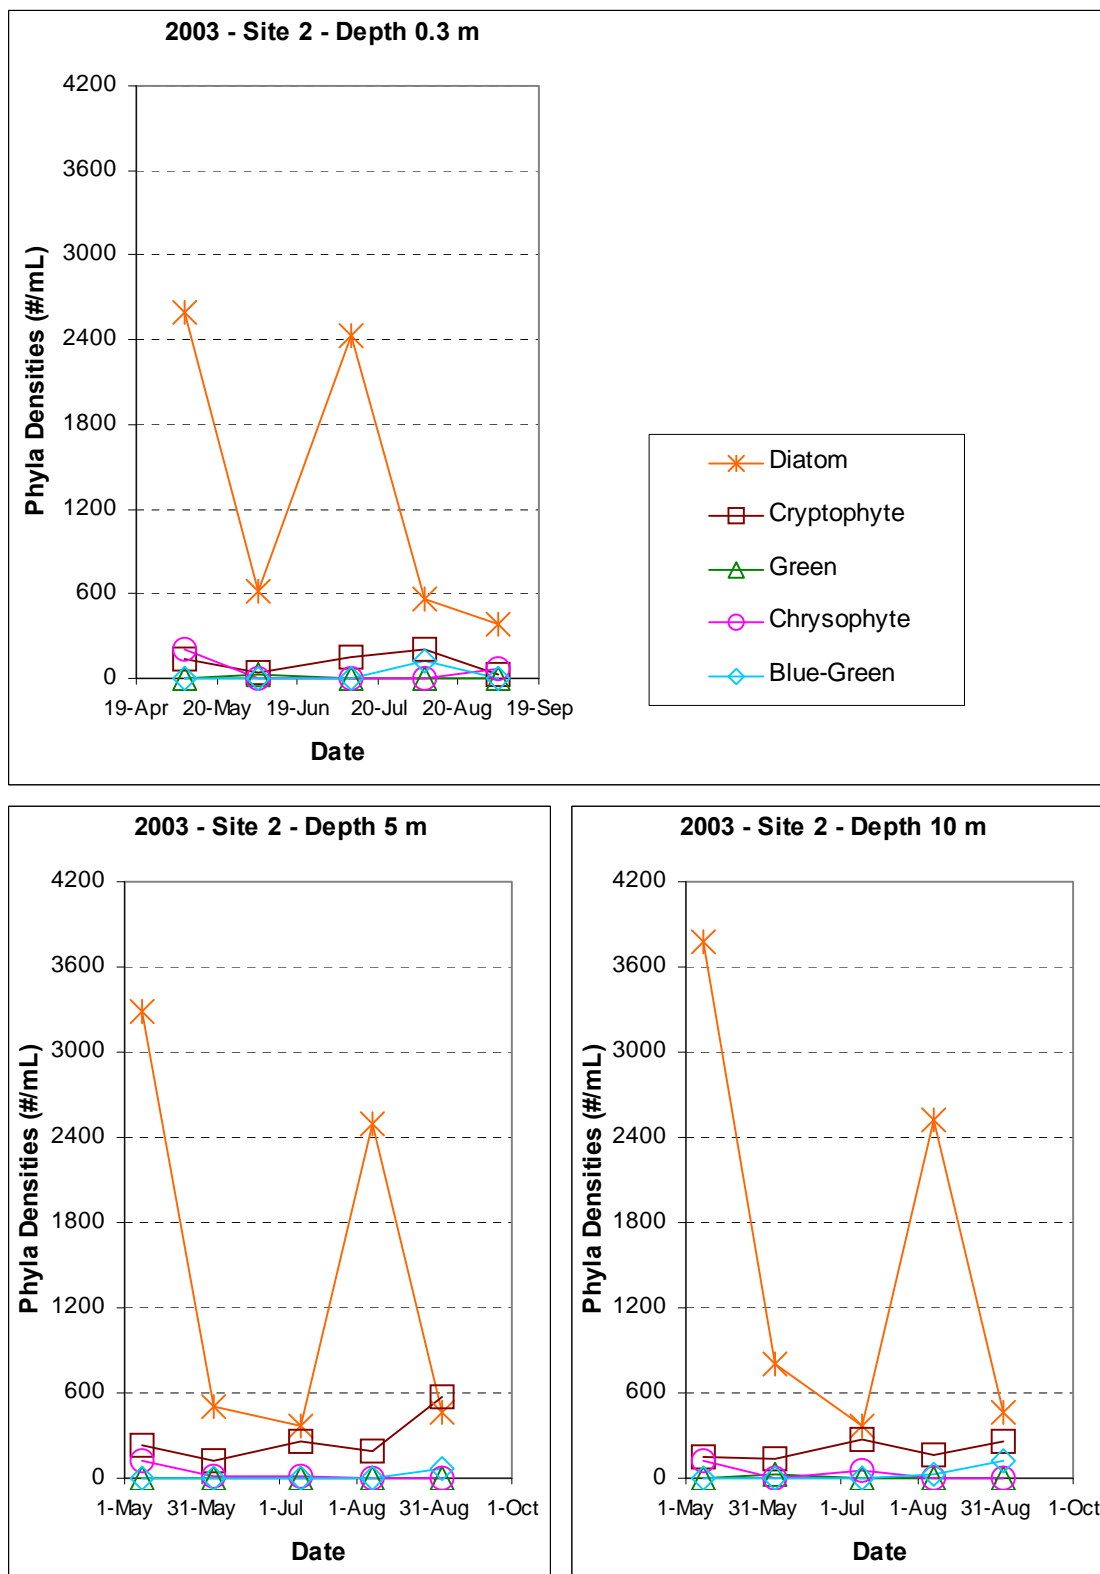 2003 - Site 2 - Depth 0.3 m
4200
3600
3000
2400
1800
1200
600
0
Phyla Densities (#/mL)
19-Apr 20-May 19-Jun 20-Jul 20-Aug 19-Sep
Date
Diatom
Cryptophyte
Green
Chrysophyte
Blue-Green
2003 - Site 2 - Depth 5 m
4200
3600
3000
2400
1800
1200
600
0
Phyla Densities (#/mL)
1-May 31-May 1-Jul 1-Aug 31-Aug 1-Oct
Date
2003 - Site 2 - Depth 10 m
4200
3600
3000
2400
1800
1200
600
0
Phyla Densities (#/mL)
1-May 31-May 1-Jul 1-Aug 31-Aug 1-Oct
Date